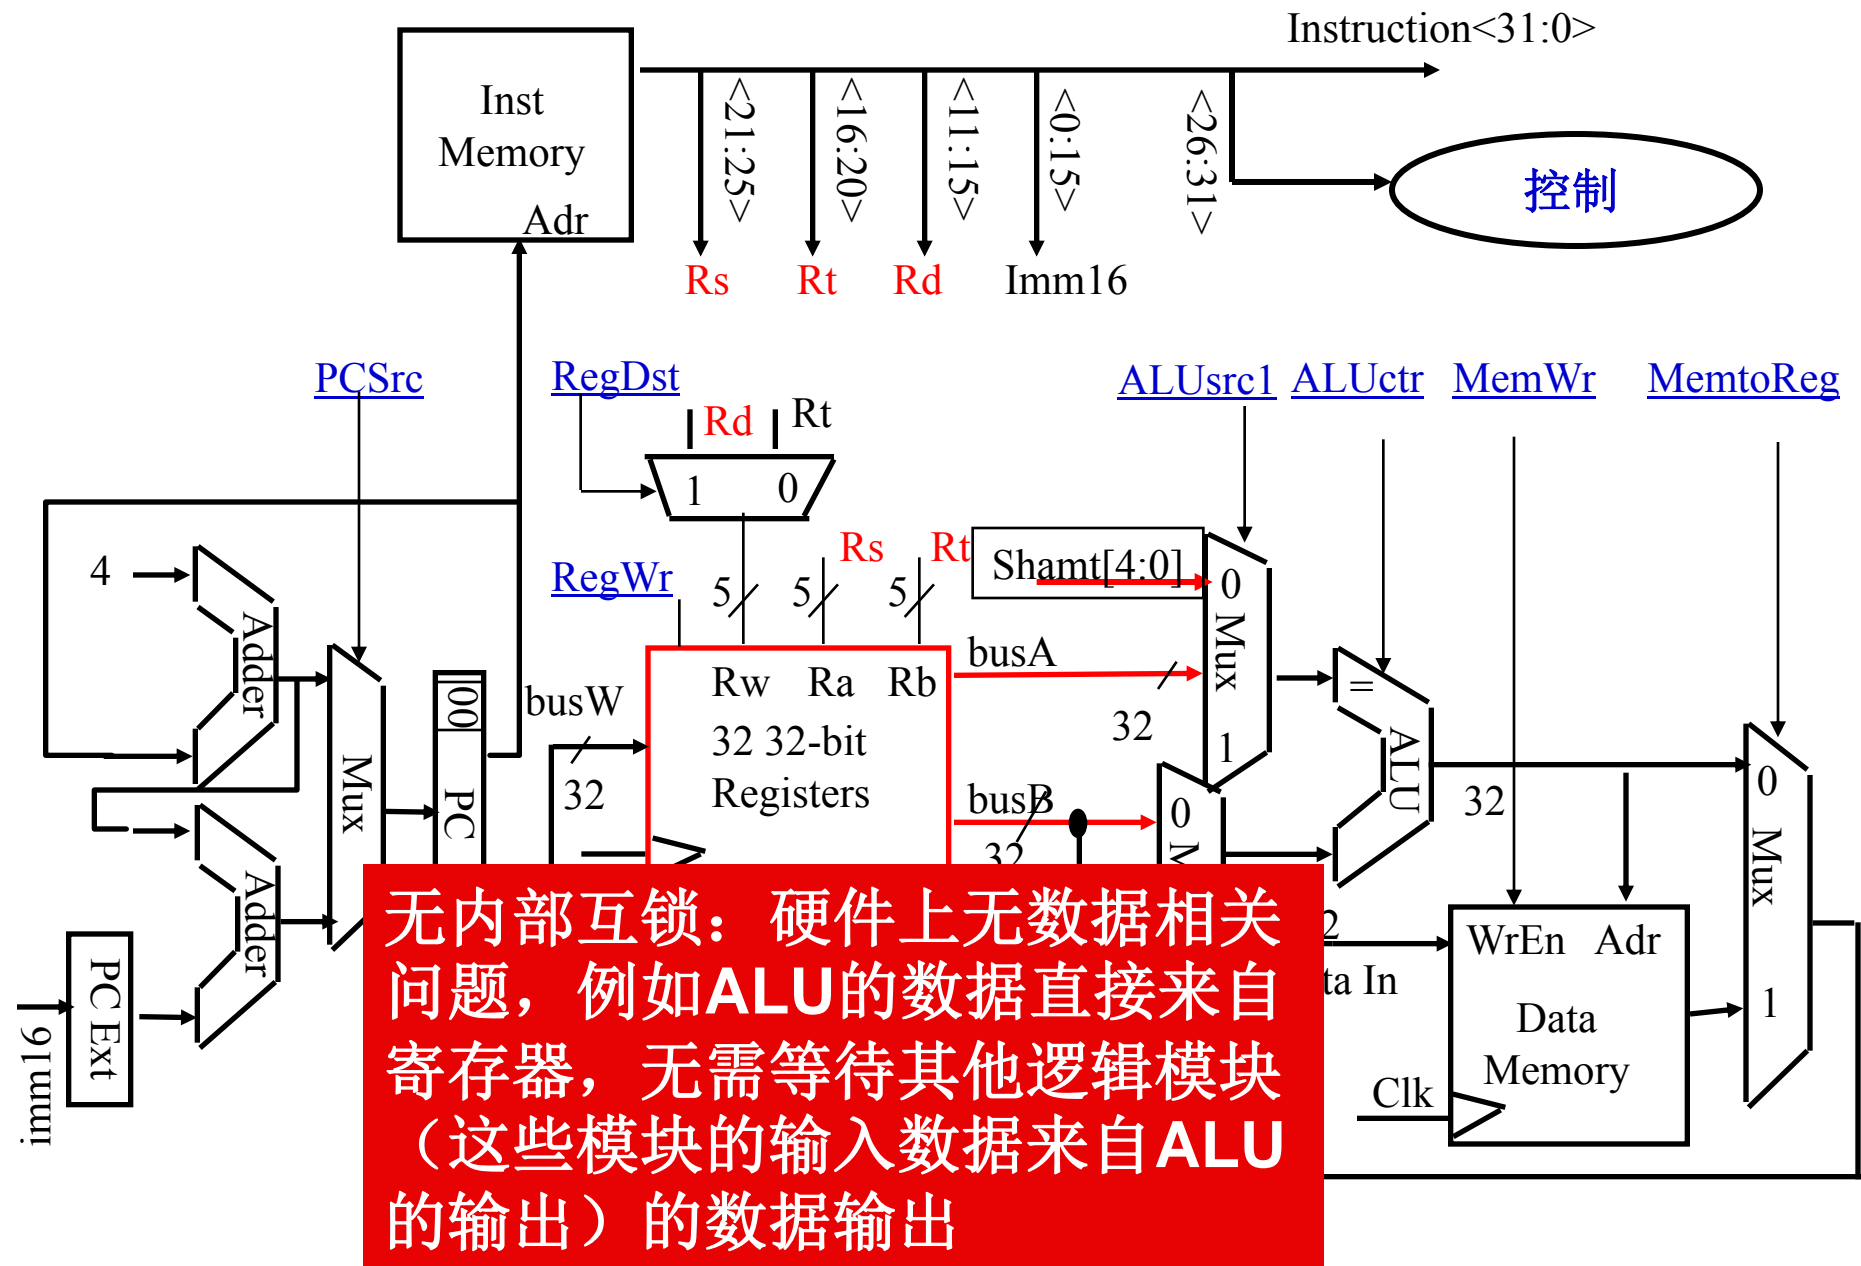 Instruction<31:0>
Inst
Memory
Adr
<21:25>
<16:20>
<11:15>
<0:15>
<26:31>
控制
Rs
Rt
Rd
Imm16
PCSrc
RegDst
ALUsrc1
ALUctr
MemWr
MemtoReg
Rd
Rt
1
0
4
Adder
RegWr
5
5
5
Rs
Rt
Shamt[4:0]
0
Mux
1
busA
32
Rw
Ra
Rb
32 32-bit
Registers
busW
32
00
PC
Mux
busB
32
0
=
ALU
32
0
Mux
1
Adder
PC Ext
imm16
WrEn
Adr
Data
Memory
Clk
2
ta In
无内部互锁：硬件上无数据相关
问题，例如ALU的数据直接来自
寄存器，无需等待其他逻辑模块
（这些模块的输入数据来自ALU
的输出）的数据输出